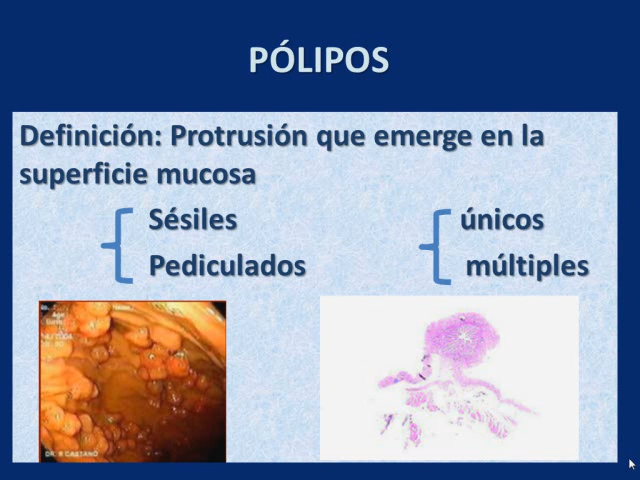 PÓLIPOS
Definición: Protrusión que emerge en la
superficie mucosa
Sésiles
únicos
Pediculados
múltiples
DR. R CASTAÑO